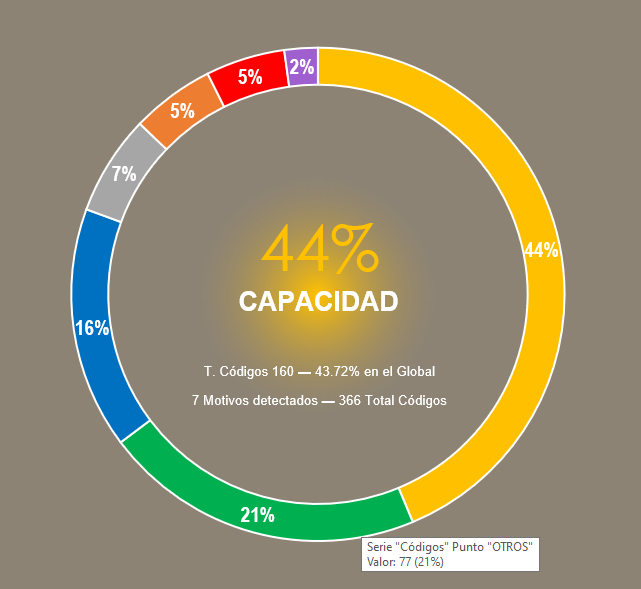 2%
5%
5%
7%
44%
44%
CAPACIDAD
16%
T. Códigos 160 — 43.72% en el Global
7 Motivos detectados — 366 Total Códigos
21%
Serie "Códigos" Punto "OTROS"
Valor: 77 (21%)